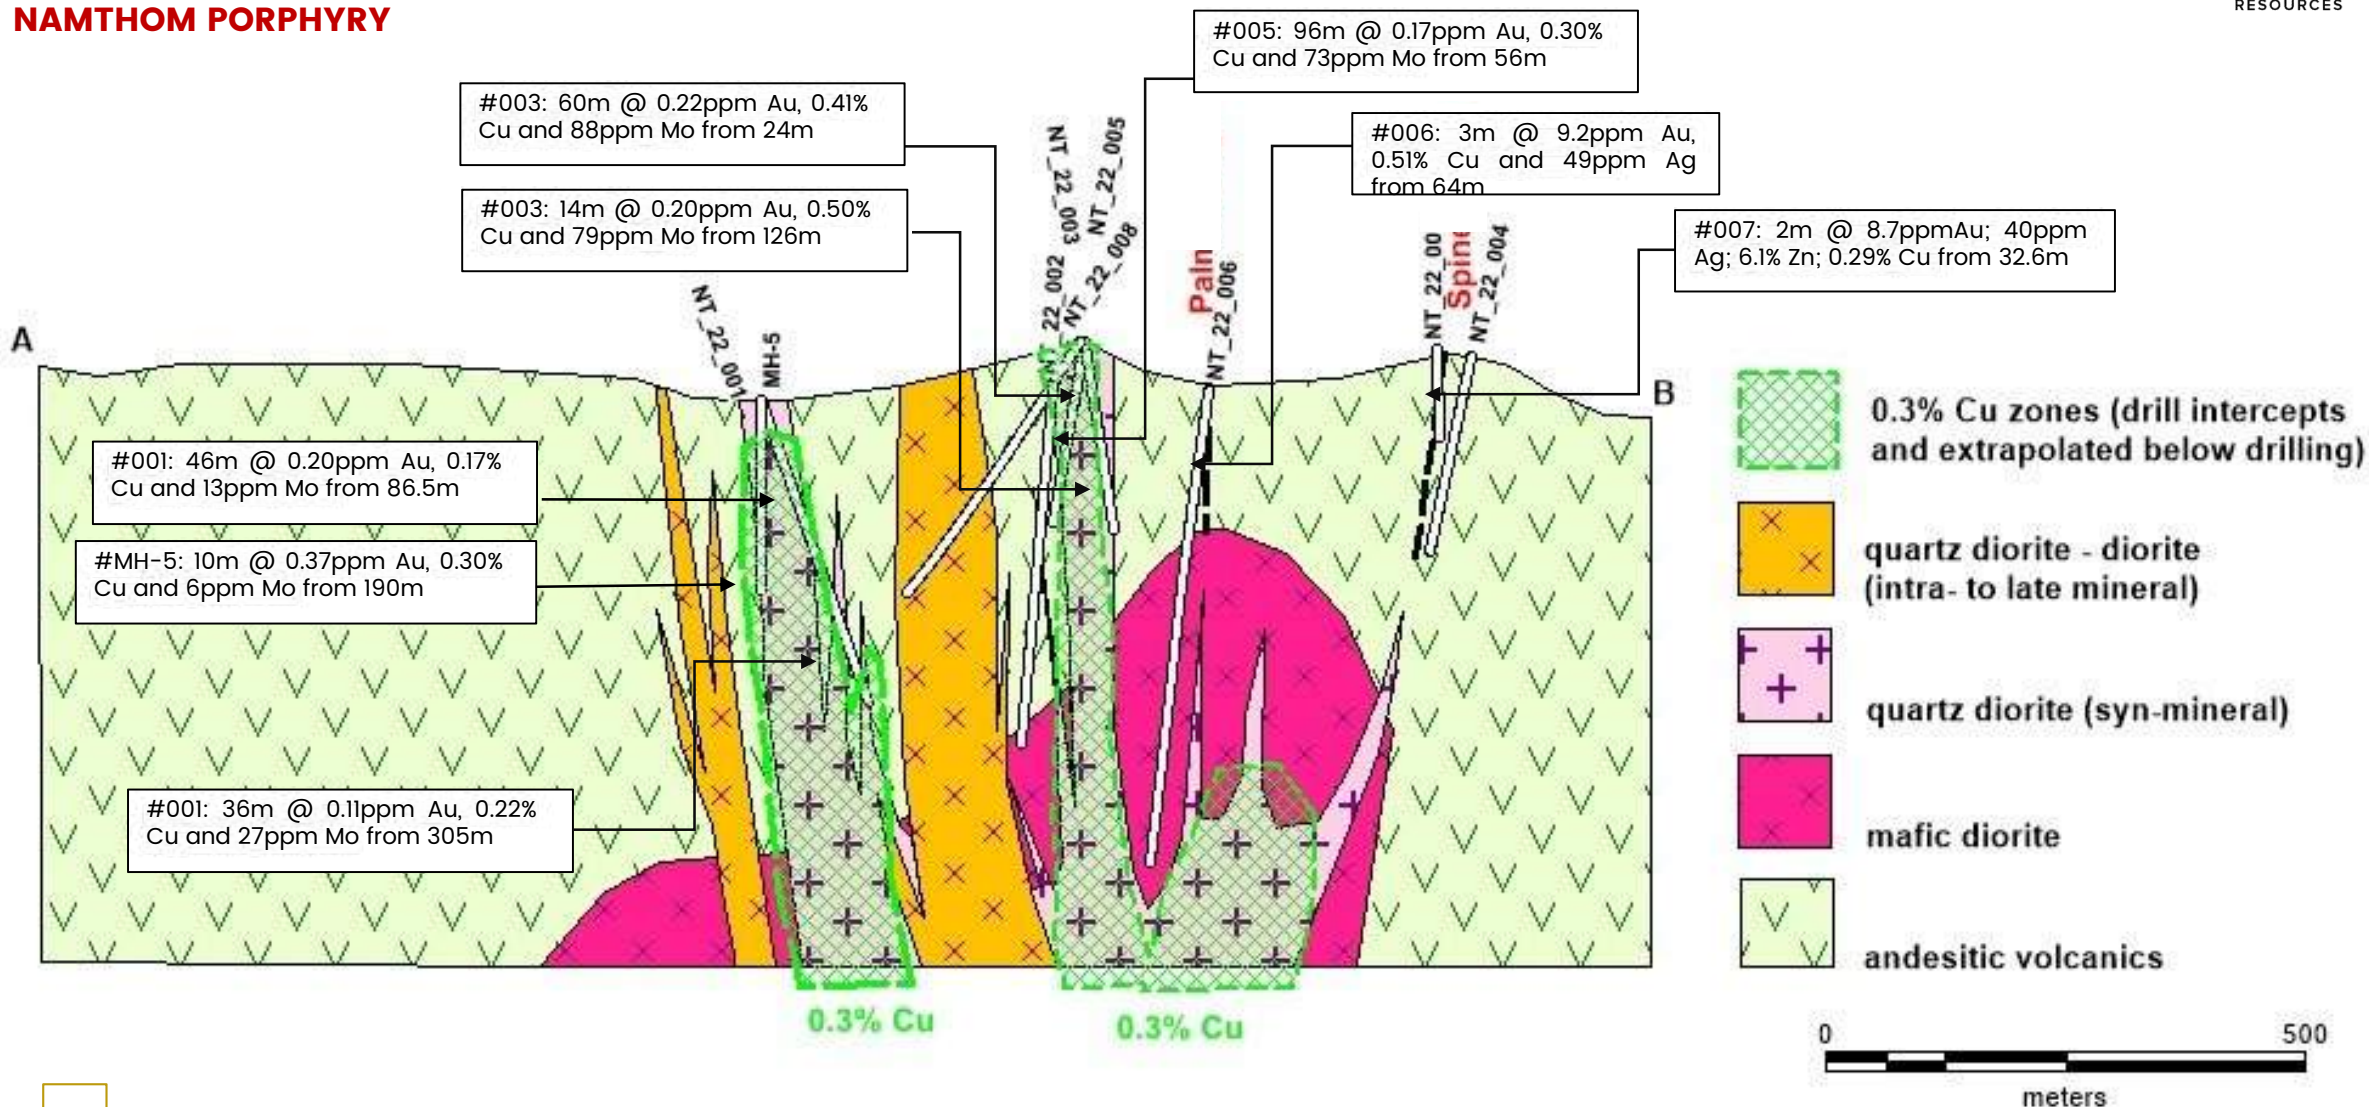 NAMTHOM PORPHYRY
RESOURCES
#005: 96m @ 0.17ppm Au, 0.30%
Cu and 73ppm Mo from 56m
#003: 60m @ 0.22ppm Au, 0.41%
Cu and 88ppm Mo from 24m
#006: 3m @ 9.2ppm Au,
0.51% Cu and 49ppm Ag
from 64m
#003: 14m @ 0.20ppm Au, 0.50%
Cu and 79ppm Mo from 126m
#007: 2m @ 8.7ppmAu; 40ppm
Ag; 6.1% Zn; 0.29% Cu from 32.6m
NT_22_001
MH-5
22_002
NT_22_003
NT_22_005
NT_22_008
Paln
NT_22_006
NT_22_00
Spine
NT_22_004
A
B
#001: 46m @ 0.20ppm Au, 0.17%
Cu and 13ppm Mo from 86.5m
#MH-5: 10m @ 0.37ppm Au, 0.30%
Cu and 6ppm Mo from 190m
#001: 36m @ 0.11ppm Au, 0.22%
Cu and 27ppm Mo from 305m
0.3% Cu
0.3% Cu
0.3% Cu zones (drill intercepts
and extrapolated below drilling)
quartz diorite - diorite
(intra- to late mineral)
quartz diorite (syn-mineral)
mafic diorite
andesitic volcanics
0 500
meters